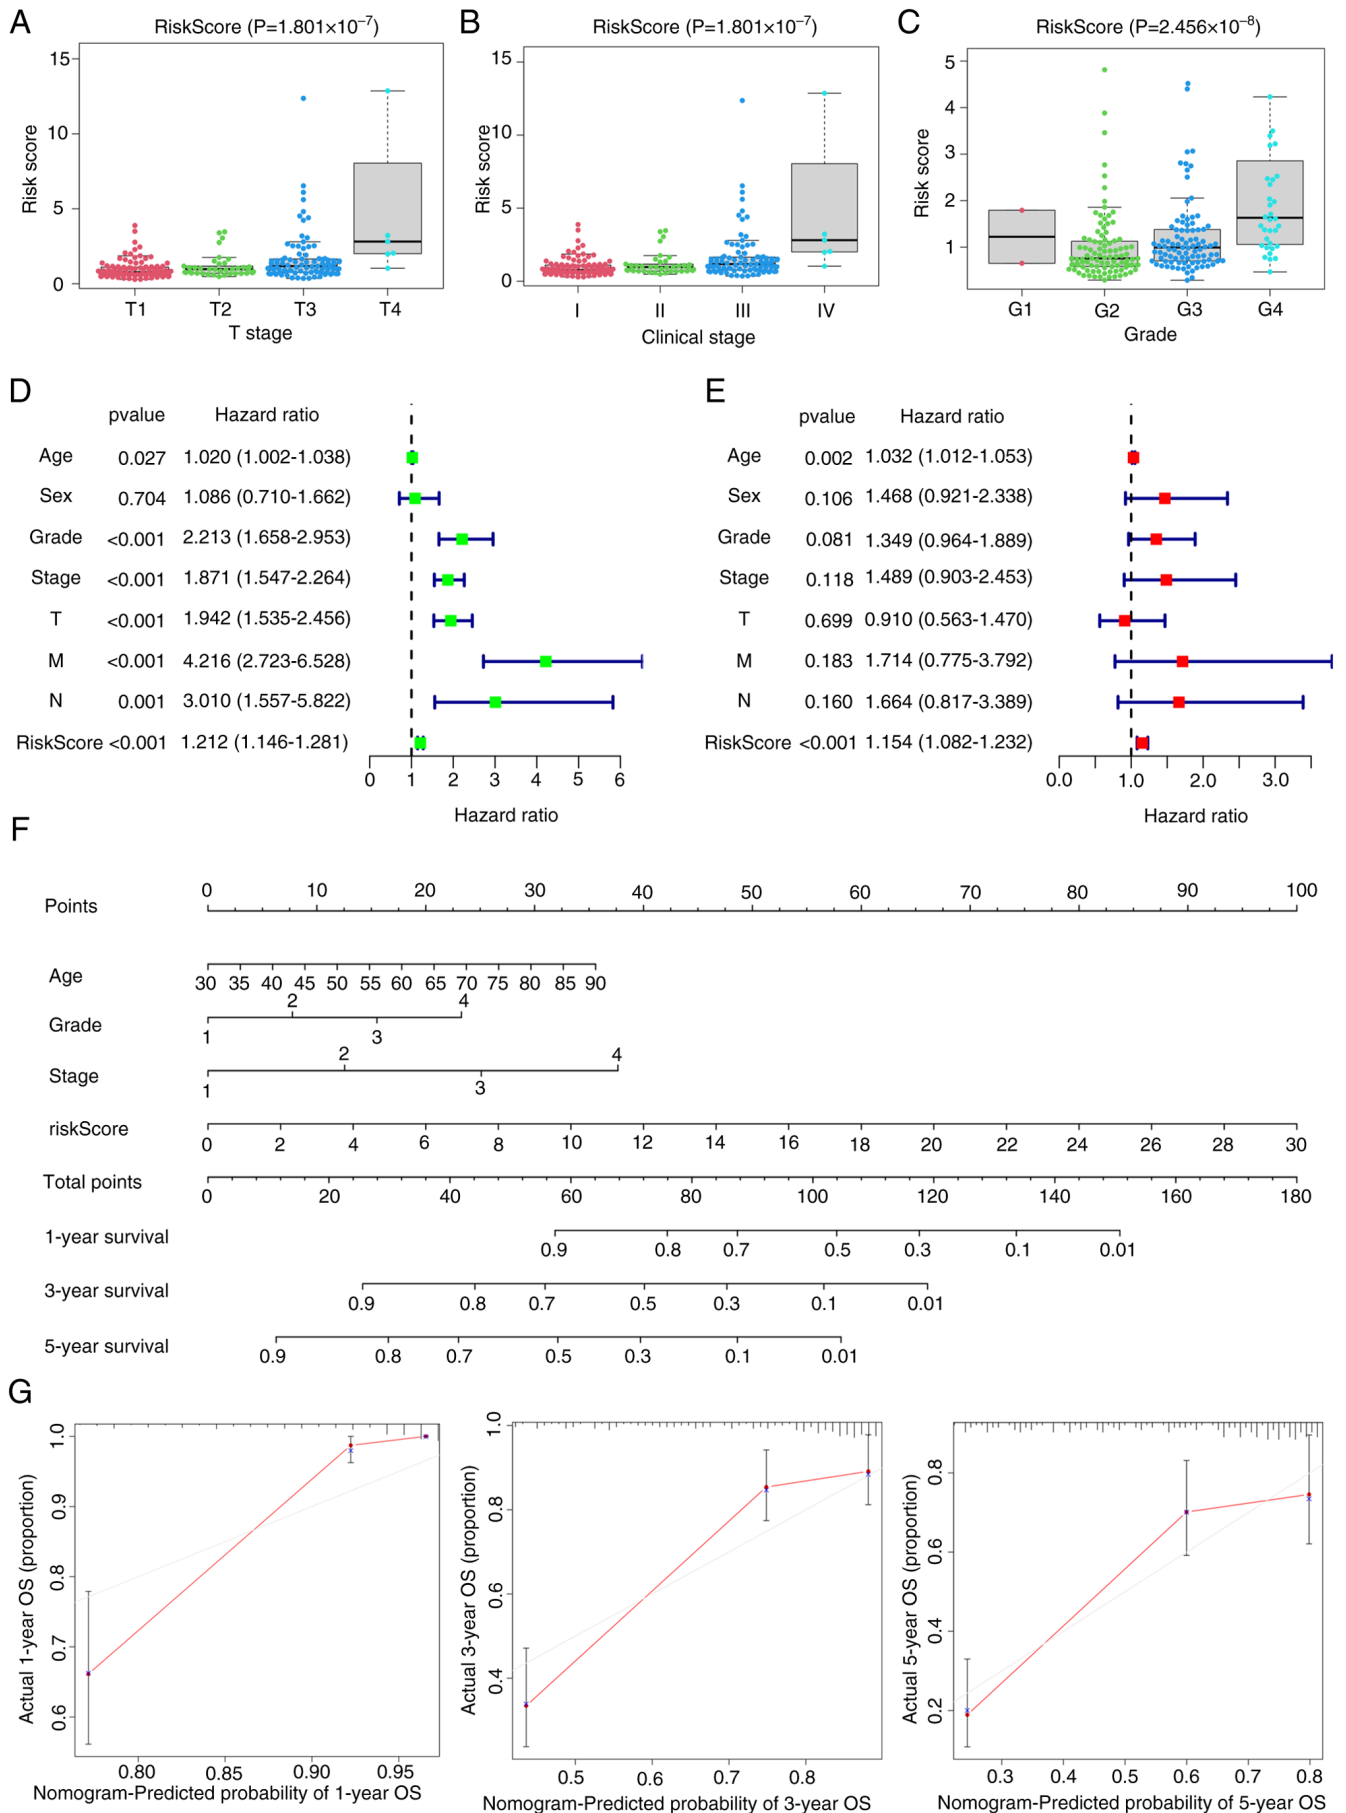 A
RiskScore (P=1.801×10⁻⁷)
Risk score
15
10
5
0
T1 T2 T3 T4
T stage
B
RiskScore (P=1.801×10⁻⁷)
Risk score
15
10
5
0
I II III IV
Clinical stage
C
RiskScore (P=2.456×10⁻⁸)
Risk score
5
4
3
2
1
G1 G2 G3 G4
Grade
D
pvalue Hazard ratio
Age 0.027 1.020 (1.002-1.038)
Sex 0.704 1.086 (0.710-1.662)
Grade <0.001 2.213 (1.658-2.953)
Stage <0.001 1.871 (1.547-2.264)
T <0.001 1.942 (1.535-2.456)
M <0.001 4.216 (2.723-6.528)
N 0.001 3.010 (1.557-5.822)
RiskScore <0.001 1.212 (1.146-1.281)
0 1 2 3 4 5 6
Hazard ratio
E
pvalue Hazard ratio
Age 0.002 1.032 (1.012-1.053)
Sex 0.106 1.468 (0.921-2.338)
Grade 0.081 1.349 (0.964-1.889)
Stage 0.118 1.489 (0.903-2.453)
T 0.699 0.910 (0.563-1.470)
M 0.183 1.714 (0.775-3.792)
N 0.160 1.664 (0.817-3.389)
RiskScore <0.001 1.154 (1.082-1.232)
0.0 1.0 2.0 3.0
Hazard ratio
F
Points 0 10 20 30 40 50 60 70 80 90 100
Age 30 35 40 45 50 55 60 65 70 75 80 85 90
Grade 1 2 3 4
Stage 1 2 3 4
riskScore 0 2 4 6 8 10 12 14 16 18 20 22 24 26 28 30
Total points 0 20 40 60 80 100 120 140 160 180
1-year survival 0.9 0.8 0.7 0.5 0.3 0.1 0.01
3-year survival 0.9 0.8 0.7 0.5 0.3 0.1 0.01
5-year survival 0.9 0.8 0.7 0.5 0.3 0.1 0.01
G
Actual 1-year OS (proportion)
1.0
0.9
0.8
0.7
0.6
0.80 0.85 0.90 0.95
Nomogram-Predicted probability of 1-year OS
Actual 3-year OS (proportion)
1.0
0.8
0.6
0.4
0.5 0.6 0.7 0.8
Nomogram-Predicted probability of 3-year OS
Actual 5-year OS (proportion)
0.8
0.6
0.4
0.2
0.3 0.4 0.5 0.6 0.7 0.8
Nomogram-Predicted probability of 5-year OS